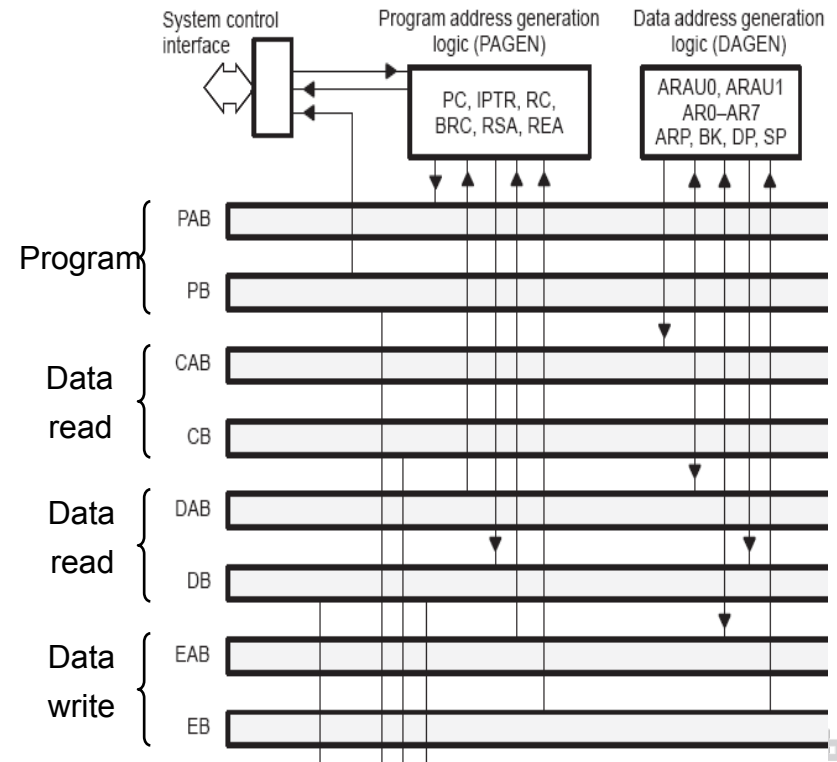 System control
interface
Program address generation
logic (PAGEN)
Data address generation
logic (DAGEN)
PC, IPTR, RC,
BRC, RSA, REA
ARAU0, ARAU1
AR0–AR7
ARP, BK, DP, SP
Program
PAB
PB
Data
read
CAB
CB
Data
read
DAB
DB
Data
write
EAB
EB